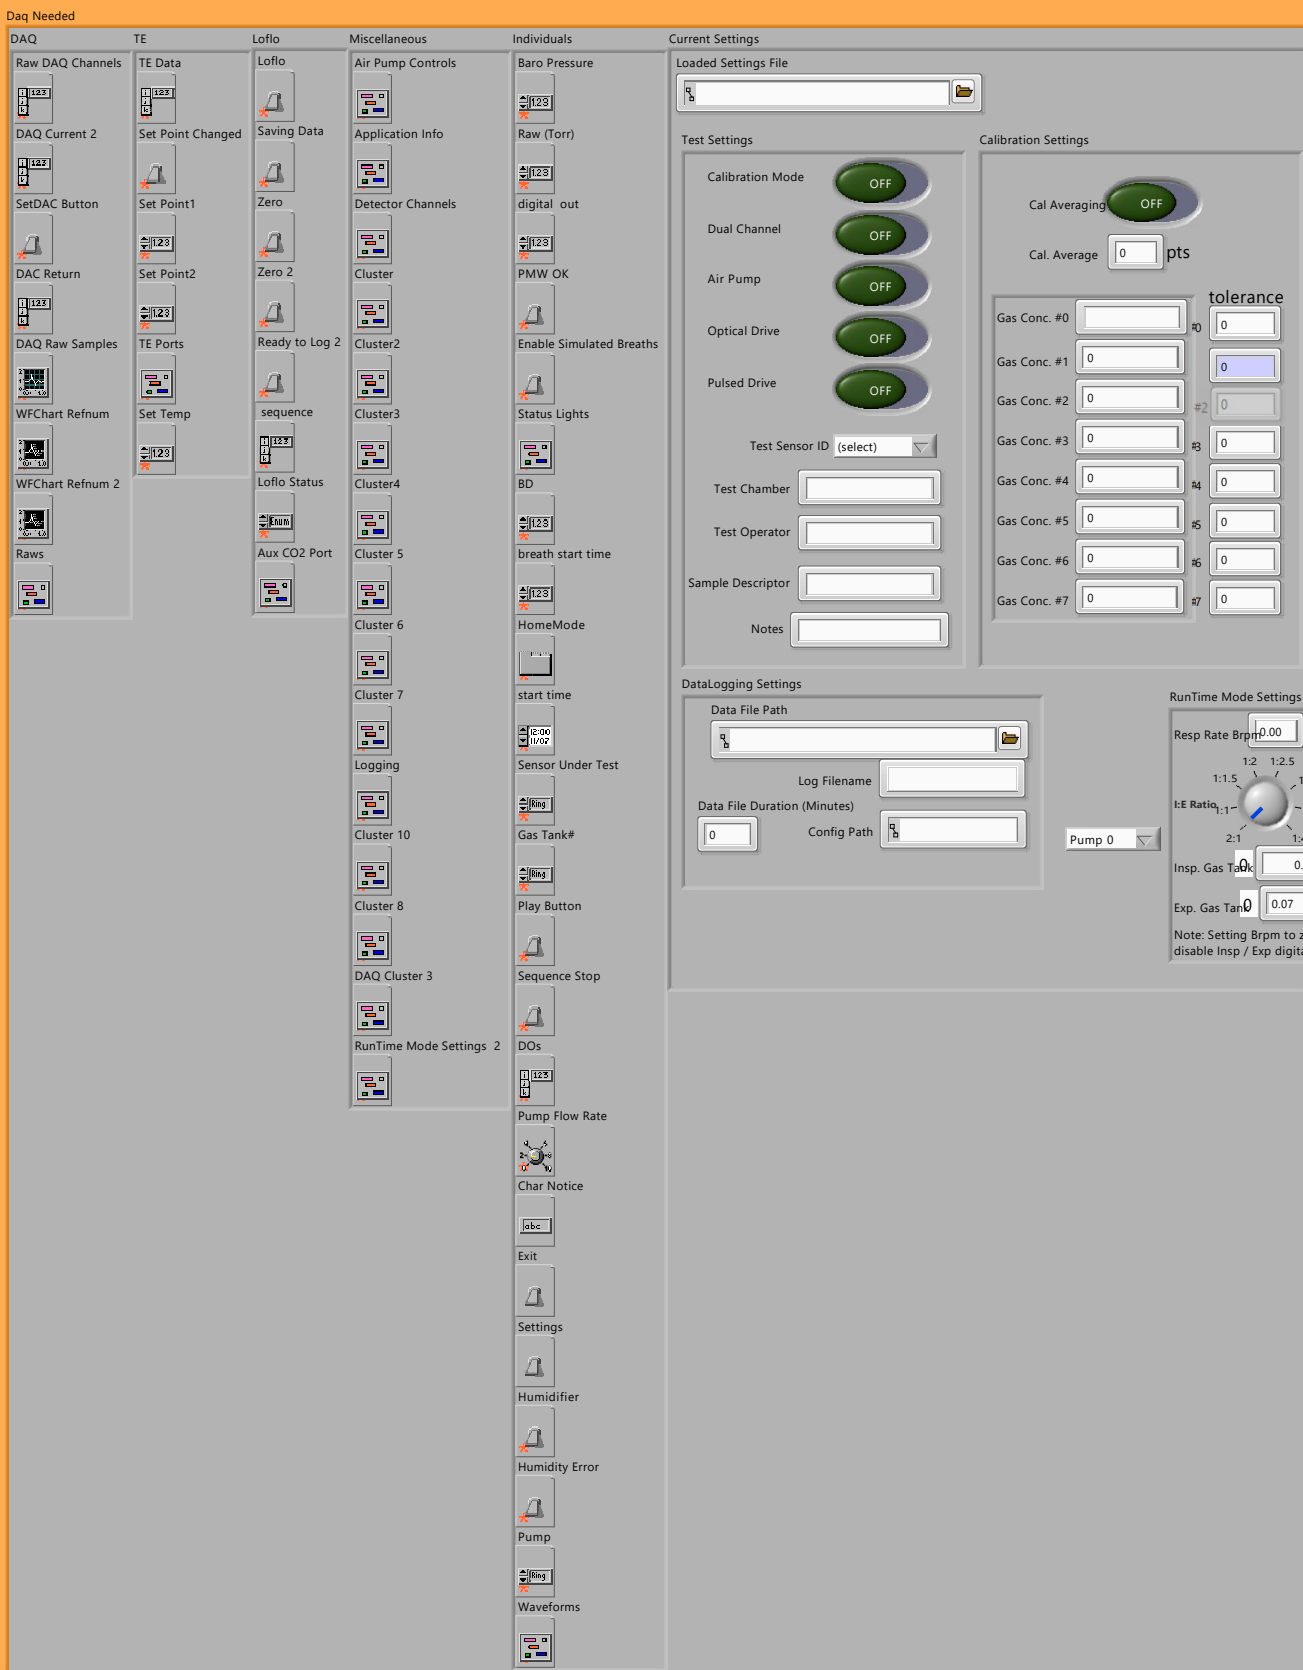 Daq Needed
DAQ
Raw DAQ Channels
DAQ Current 2
SetDAC Button
DAC Return
DAQ Raw Samples
WFChart Refnum
WFChart Refnum 2
Raws
TE
TE Data
Set Point Changed
Set Point1
Set Point2
TE Ports
Set Temp
Loflo
Loflo
Saving Data
Zero
Zero 2
Ready to Log 2
sequence
Loflo Status
Enum
Aux CO2 Port
Miscellaneous
Air Pump Controls
Application Info
Detector Channels
Cluster
Cluster2
Cluster3
Cluster4
Cluster 5
Cluster 6
Cluster 7
Logging
Cluster 10
Cluster 8
DAQ Cluster 3
RunTime Mode Settings 2
Individuals
Baro Pressure
Raw (Torr)
digital out
PMW OK
Enable Simulated Breaths
Status Lights
BD
breath start time
HomeMode
start time
12:00
11/07
Sensor Under Test
Ring
Gas Tank#
Ring
Play Button
Sequence Stop
DOs
Pump Flow Rate
Char Notice
abc
Exit
Settings
Humidifier
Humidity Error
Pump
Ring
Waveforms
Current Settings
Loaded Settings File
Test Settings
Calibration Mode OFF
Dual Channel OFF
Air Pump OFF
Optical Drive OFF
Pulsed Drive OFF
Test Sensor ID (select)
Test Chamber
Test Operator
Sample Descriptor
Notes
Calibration Settings
Cal Averaging OFF
Cal. Average 0 pts
tolerance
Gas Conc. #0 #0 0
Gas Conc. #1 0 0
Gas Conc. #2 0 #2 0
Gas Conc. #3 0 #3 0
Gas Conc. #4 0 #4 0
Gas Conc. #5 0 #5 0
Gas Conc. #6 0 #6 0
Gas Conc. #7 0 #7 0
DataLogging Settings
Data File Path
Log Filename
Data File Duration (Minutes)
0
Config Path
Pump 0
RunTime Mode Settings
Resp Rate Brpm 0.00
1:2 1:2.5
1:1.5
I:E Ratio 1:1
2:1
Insp. Gas Tank 0 0.
Exp. Gas Tank 0 0.07
Note: Setting Brpm to z
disable Insp / Exp digita